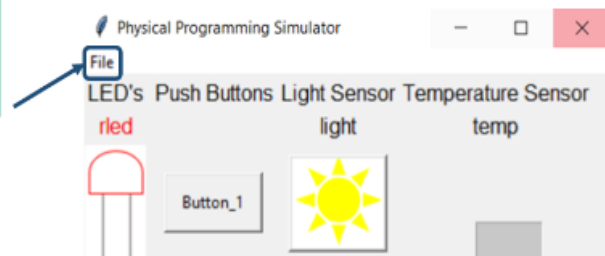 Physical Programming Simulator
File
LED's Push Buttons Light Sensor Temperature Sensor
rled light temp
Button_1